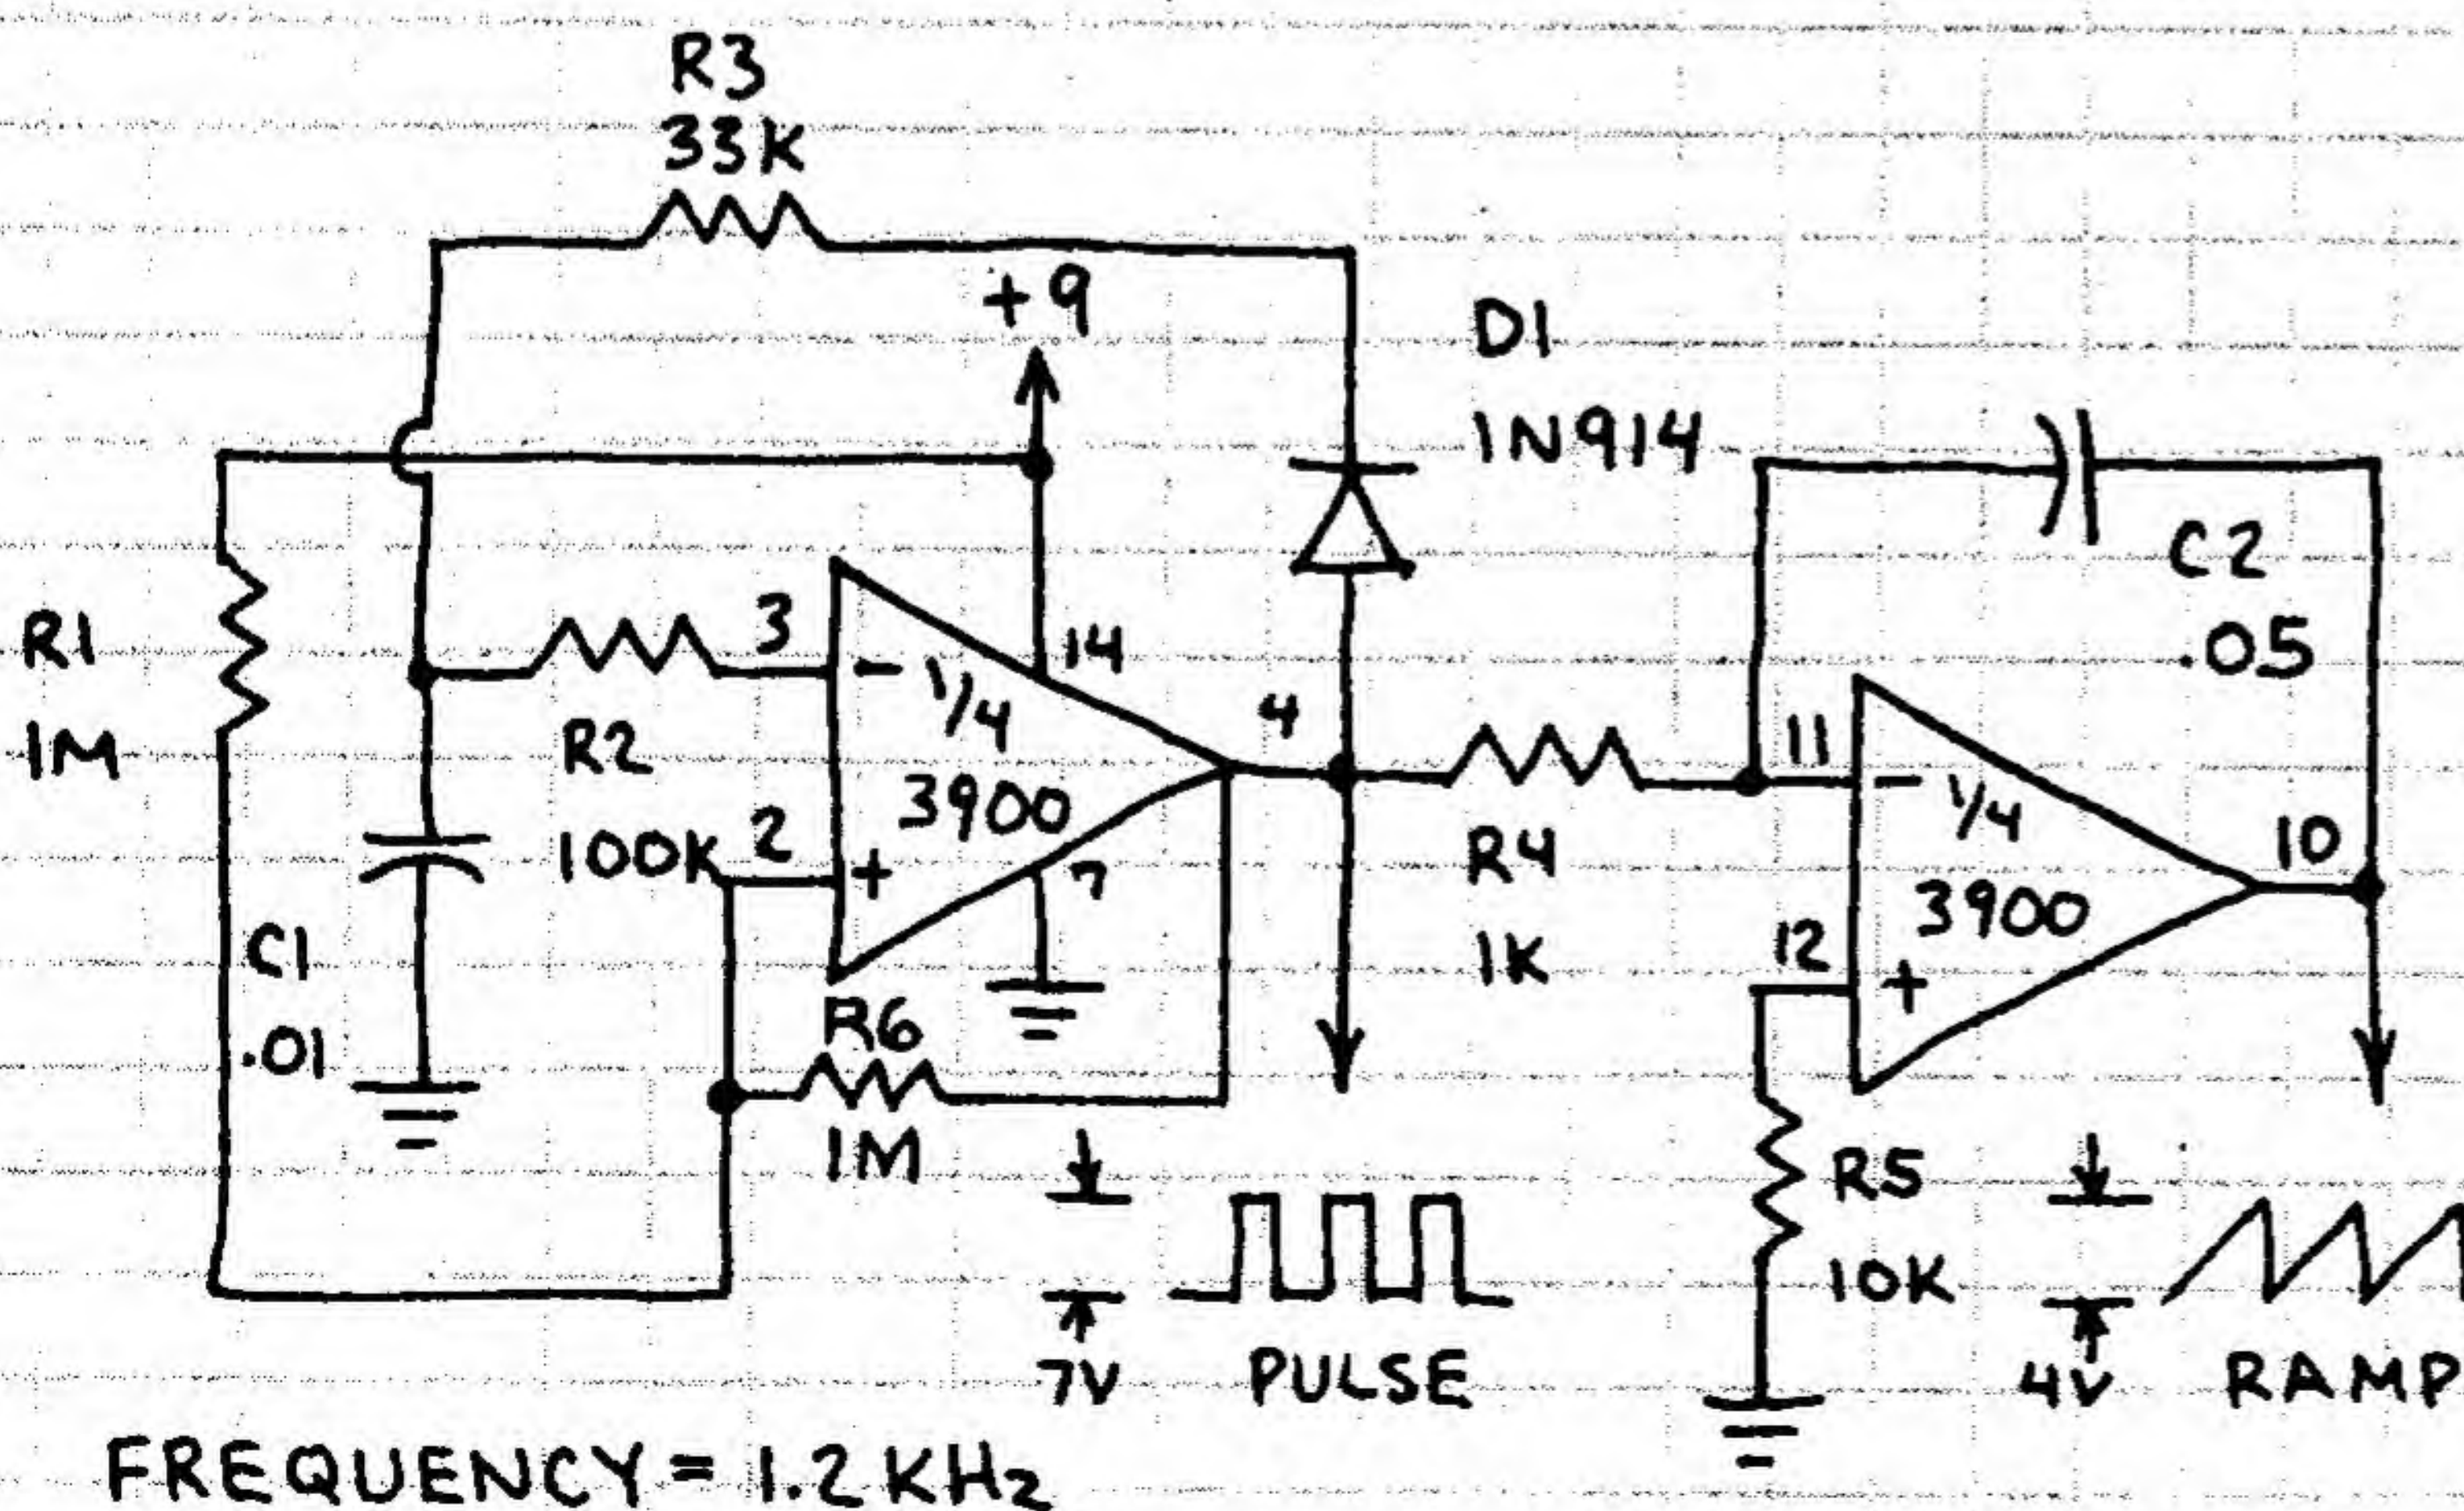 R3
33K
+9
D1
1N914
R1
1M
3
-
14
1/4
3900
R2
100K
2
+
7
4
C1
.01
R6
1M
R4
1K
C2
.05
11
-
1/4
3900
10
12
+
R5
10K
7V
PULSE
4V
RAMP
FREQUENCY = 1.2 KHz